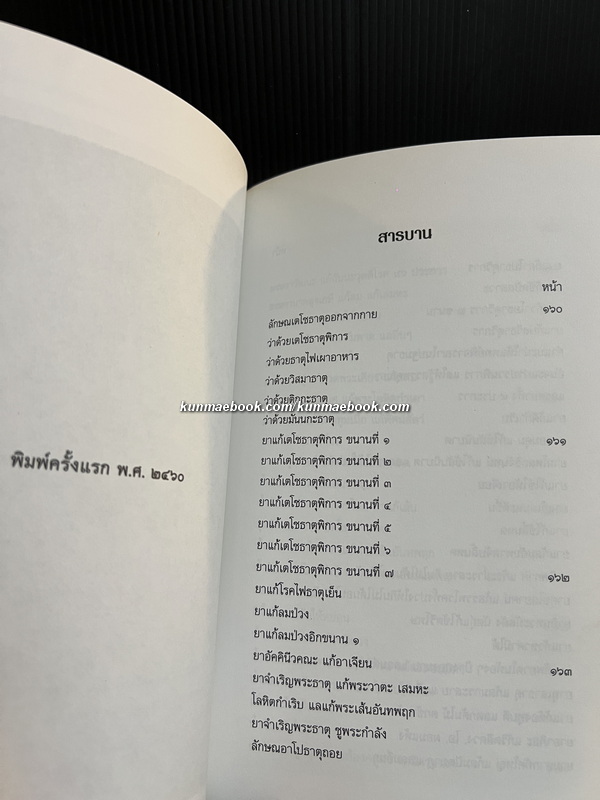 พิมพ์ครั้งแรก พ.ศ. ๒๔๖๐
สารบาน
หน้า
ลักษณเตโชธาตุออกจากกาย ๑๖๐
ว่าด้วยเตโชธาตุพิการ
ว่าด้วยธาตุไฟเผาอาหาร
ว่าด้วยวิสมาธาตุ
ว่าด้วยติกกะธาตุ
kunmaebook.com/kunmaebook.com
ว่าด้วยมันนกะธาตุ
ยาแก้เตโชธาตุพิการ ขนานที่ ๑ ๑๖๑
ยาแก้เตโชธาตุพิการ ขนานที่ ๒
ยาแก้เตโชธาตุพิการ ขนานที่ ๓
ยาแก้เตโชธาตุพิการ ขนานที่ ๔
ยาแก้เตโชธาตุพิการ ขนานที่ ๕
ยาแก้เตโชธาตุพิการ ขนานที่ ๖
ยาแก้เตโชธาตุพิการ ขนานที่ ๗ ๑๖๒
ยาแก้โรคไฟธาตุเย็น
ยาแก้ลมป่วง
ยาแก้ลมป่วงอีกขนาน ๑
ยาอัคคินีวคณะ แก้อาเจียน ๑๖๓
ยาจำเริญพระธาตุ แก้พระวาตะ เสมหะ
โลหิตกำเริบ แลแก้พระเส้นอันทพฤก
ยาจำเริญพระธาตุ ชูพระกำลัง
ลักษณอาโปธาตุถอย